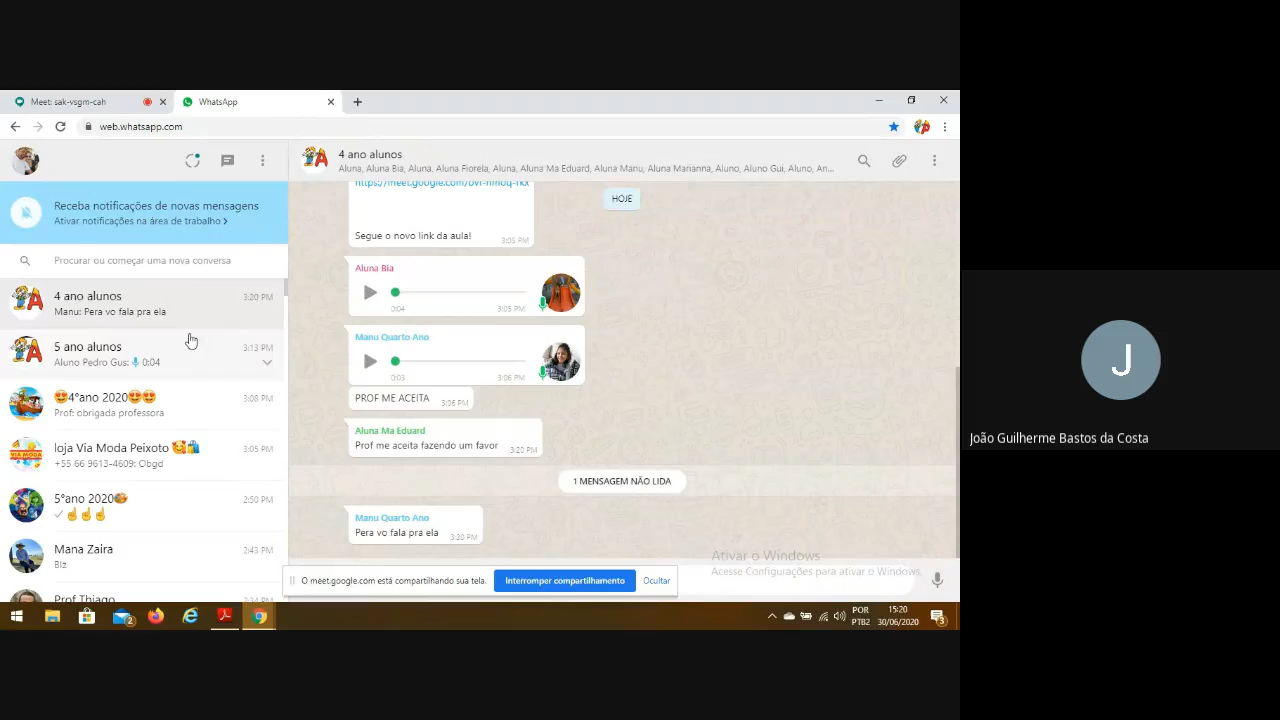 Meet: sak-vsgm-cah
WhatsApp
web.whatsapp.com
Receba notificações de novas mensagens
Ativar notificações na área de trabalho
Procurar ou começar uma nova conversa
4 ano alunos
3:20 PM
Manu: Pera vo fala pra ela
5 ano alunos
3:13 PM
Aluno Pedro Gus: 0:04
😍4°ano 2020😍😍
3:08 PM
Prof: obrigada professora
loja Via Moda Peixoto 🥰🛍
3:05 PM
+55 66 9613-4609: Obgd
5°ano 2020
2:50 PM
☝☝☝
Mana Zaira
2:43 PM
Blz
Prof Thiago
4 ano alunos
Aluna, Aluna Bia, Aluna. Aluna Fiorela, Aluna, Aluna Ma Eduard, Aluna Manu, Aluna Marianna, Aluno, Aluno Gui, Aluno, An...
HOJE
Segue o novo link da aula!
3:05 PM
Aluna Bia
0:04
3:05 PM
Manu Quarto Ano
0:03
3:06 PM
PROF ME ACEITA
3:06 PM
Aluna Ma Eduard
Prof me aceita fazendo um favor
3:20 PM
1 MENSAGEM NÃO LIDA
Manu Quarto Ano
Pera vo fala pra ela
3:20 PM
Ativar o Windows
Acesse Configurações para ativar o Windows.
O meet.google.com está compartilhando sua tela.
Interromper compartilhamento
Ocultar
POR
PTB2
15:20
30/06/2020
J
João Guilherme Bastos da Costa